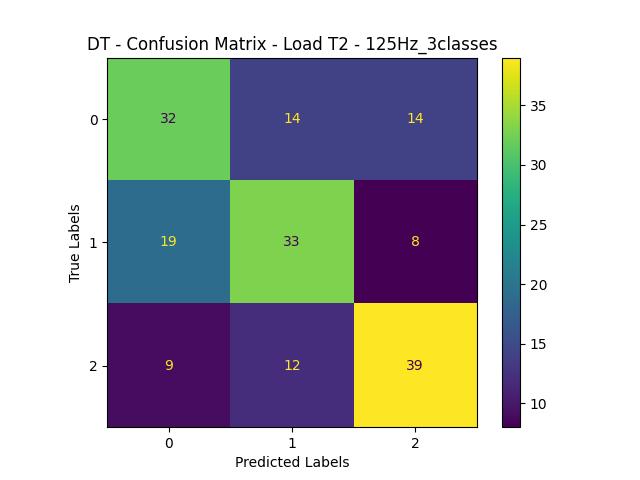 DT - Confusion Matrix - Load T2 - 125Hz_3classes
0 32 14 14
1 19 33 8
2 9 12 39
0 1 2
Predicted Labels
True Labels
35
30
25
20
15
10